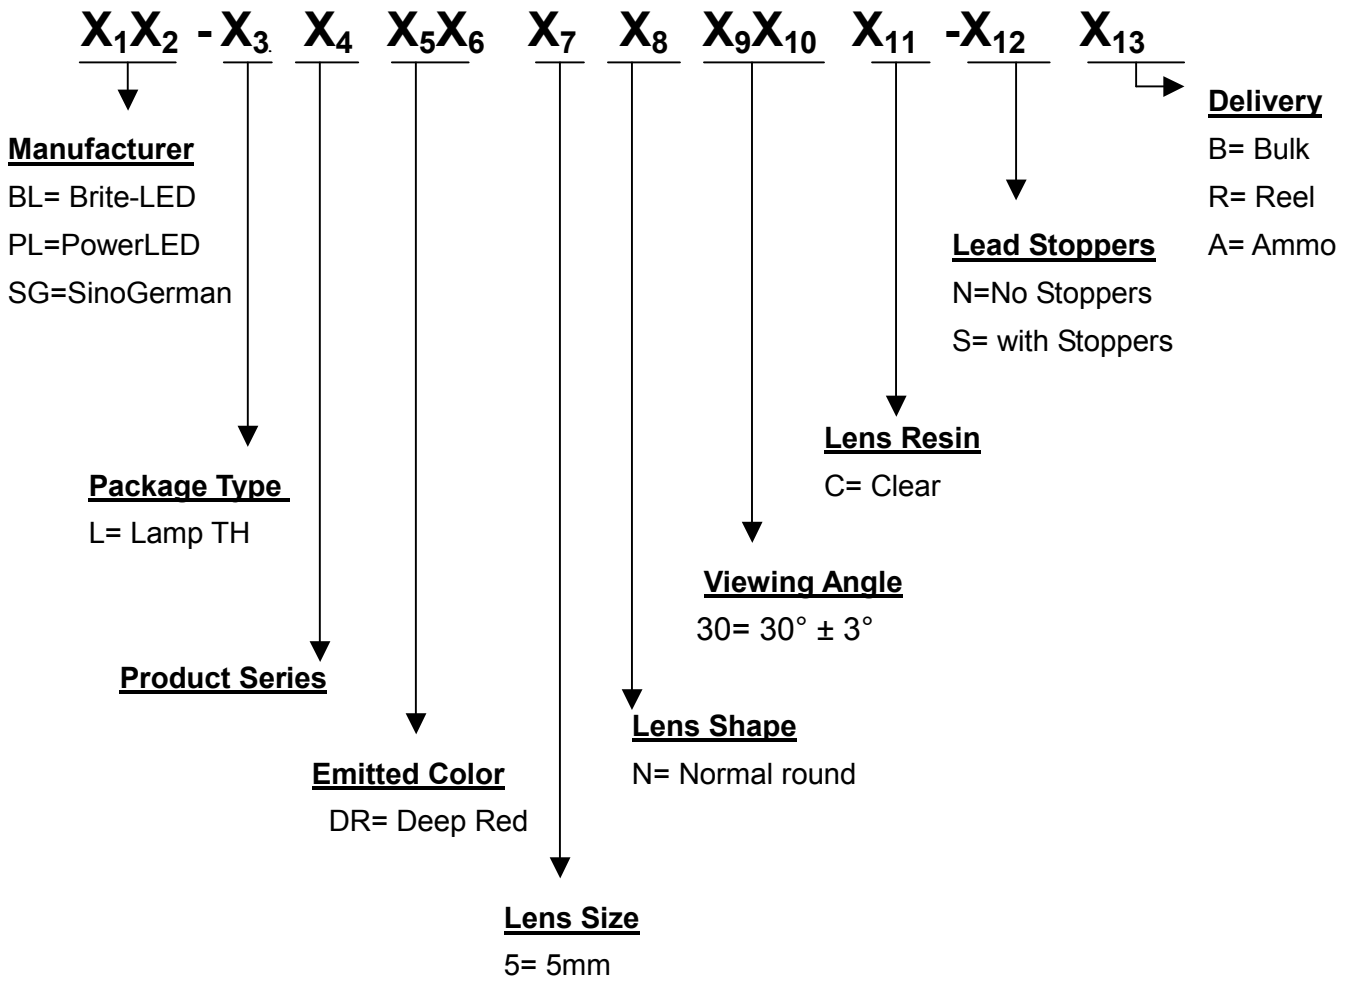 X1X2 - X3. X4 X5X6 X7 X8 X9X10 X11 -X12 X13
Manufacturer
BL= Brite-LED
PL=PowerLED
SG=SinoGerman
Package Type
L= Lamp TH
Product Series
Emitted Color
DR= Deep Red
Lens Size
5= 5mm
Lens Shape
N= Normal round
Viewing Angle
30= 30° ± 3°
Lens Resin
C= Clear
Lead Stoppers
N=No Stoppers
S= with Stoppers
Delivery
B= Bulk
R= Reel
A= Ammo